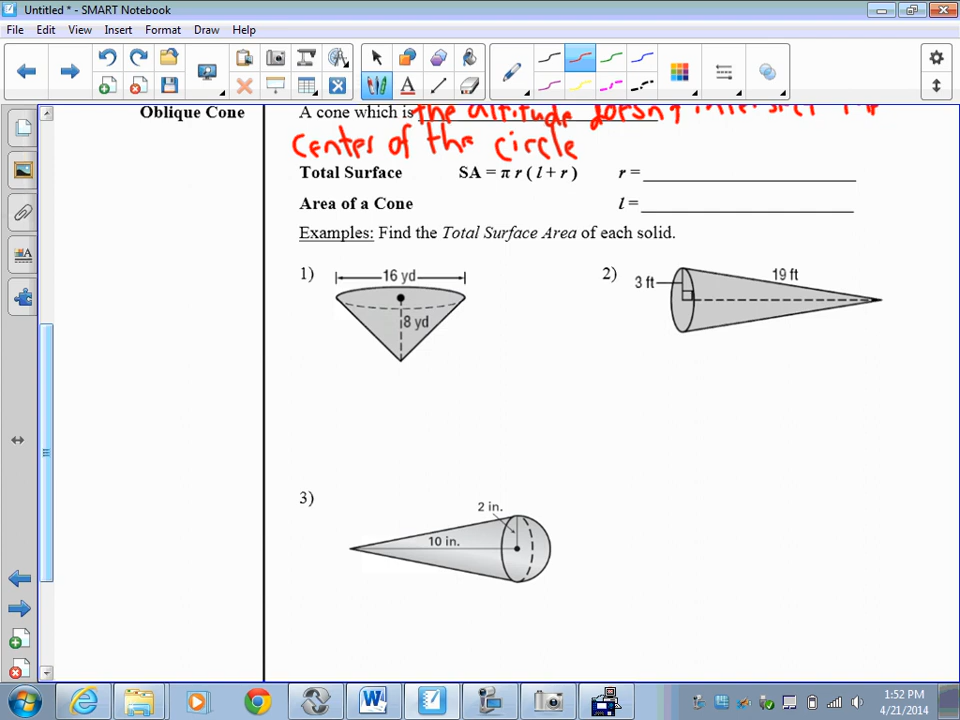 Untitled * - SMART Notebook
File Edit View Insert Format Draw Help
Oblique Cone
A cone which is the altitude doesn't intersect
center of the circle
Total Surface SA = π r ( l + r ) r =
Area of a Cone l =
Examples: Find the Total Surface Area of each solid.
1) 16 yd
8 yd
2) 3 ft 19 ft
3) 2 in.
10 in.
1:52 PM
4/21/2014